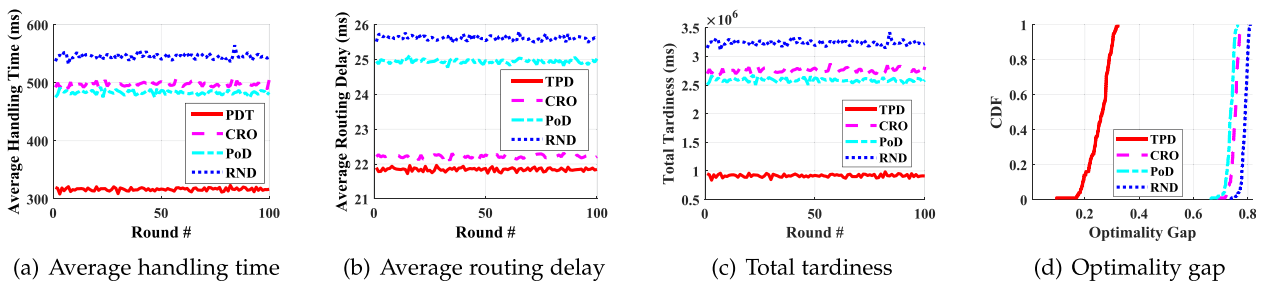 Average Handling Time (ms)
600
500
400
300
PDT
CRO
PoD
RND
1
50
100
Round #
(a) Average handling time
Average Routing Delay (ms)
26
25
24
23
22
21
TPD
CRO
PoD
RND
0
50
100
Round #
(b) Average routing delay
×10⁶
Total Tardiness (ms)
3.5
3
2.5
2
1.5
1
0.5
TPD
CRO
PoD
RND
0
50
100
Round #
(c) Total tardiness
CDF
1
0.8
0.6
0.4
0.2
0
TPD
CRO
PoD
RND
0.2
0.4
0.6
0.8
Optimality Gap
(d) Optimality gap